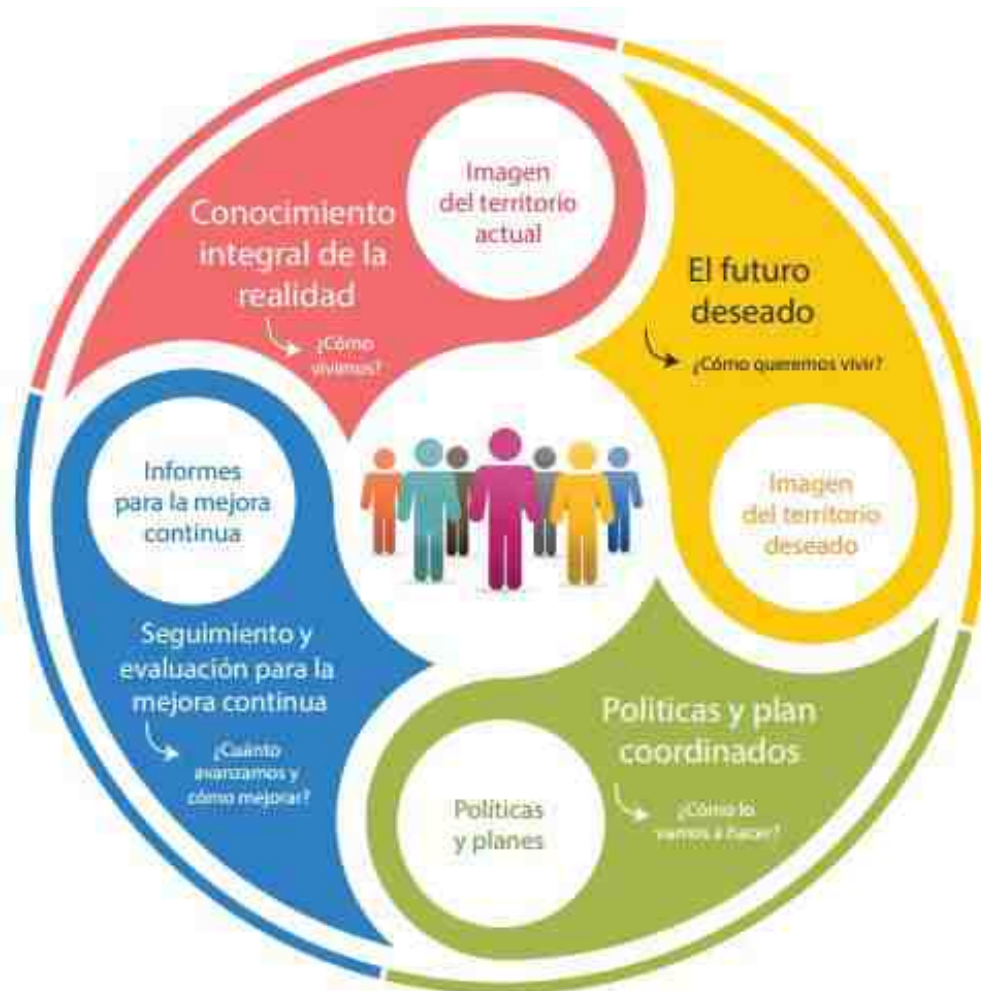 Conocimiento
integral de la
realidad
¿Cómo
vivimos?
Imagen
del territorio
actual
El futuro
deseado
¿Cómo queremos vivir?
Imagen
del territorio
deseado
Políticas y plan
coordinados
¿Cómo lo
vamos a hacer?
Políticas
y planes
Seguimiento y
evaluación para la
mejora continua
¿Cuánto
avanzamos y
cómo mejorar?
Informes
para la mejora
continua